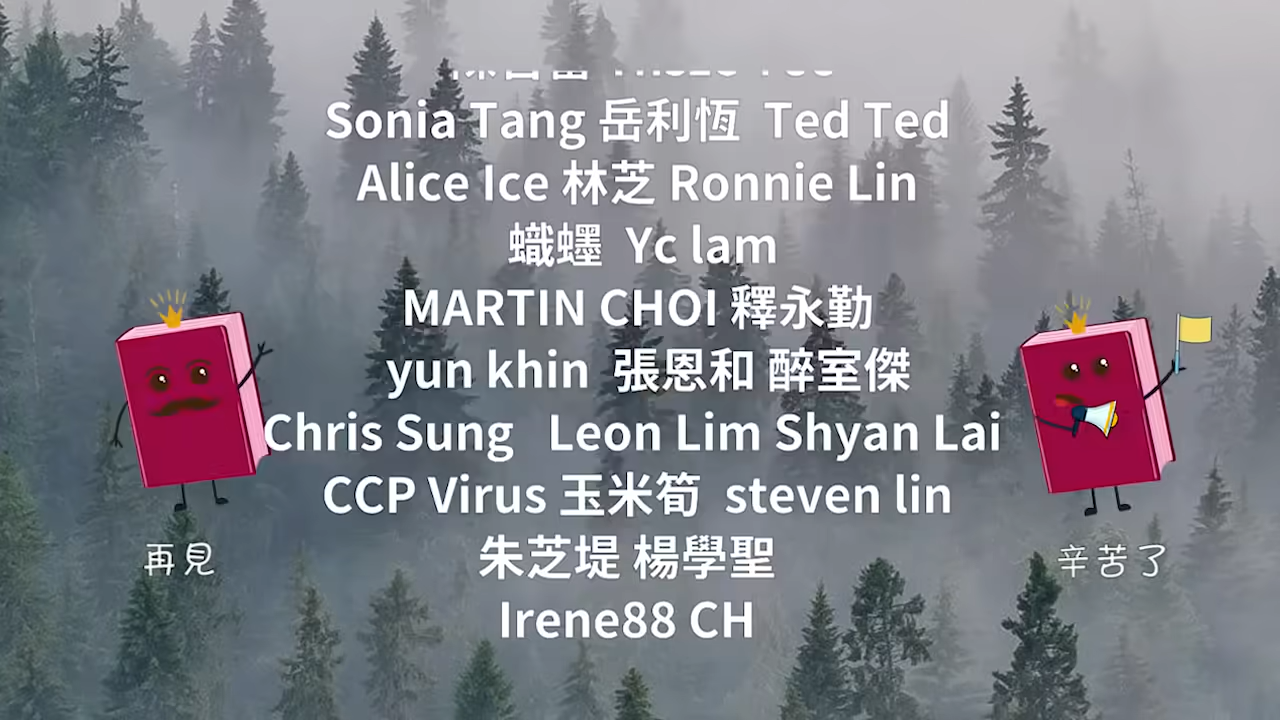 Sonia Tang 岳利恆 Ted Ted
Alice Ice 林芝 Ronnie Lin
蟙蠌 Yc lam
MARTIN CHOI 釋永勤
yun khin 張恩和 醉室傑
Chris Sung Leon Lim Shyan Lai
CCP Virus 玉米筍 steven lin
朱芝堤 楊學聖
Irene88 CH
再見
辛苦了